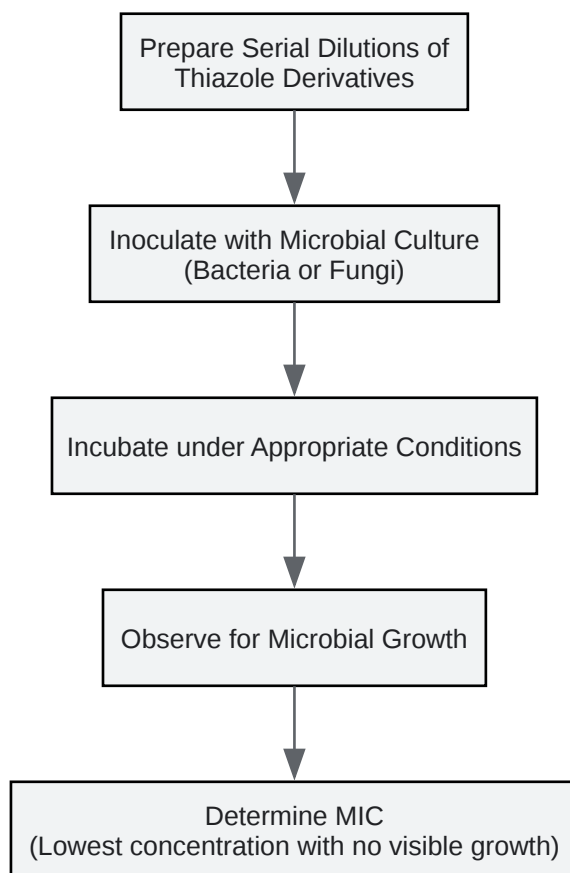 Prepare Serial Dilutions of
Thiazole Derivatives
Inoculate with Microbial Culture
(Bacteria or Fungi)
Incubate under Appropriate Conditions
Observe for Microbial Growth
Determine MIC
(Lowest concentration with no visible growth)